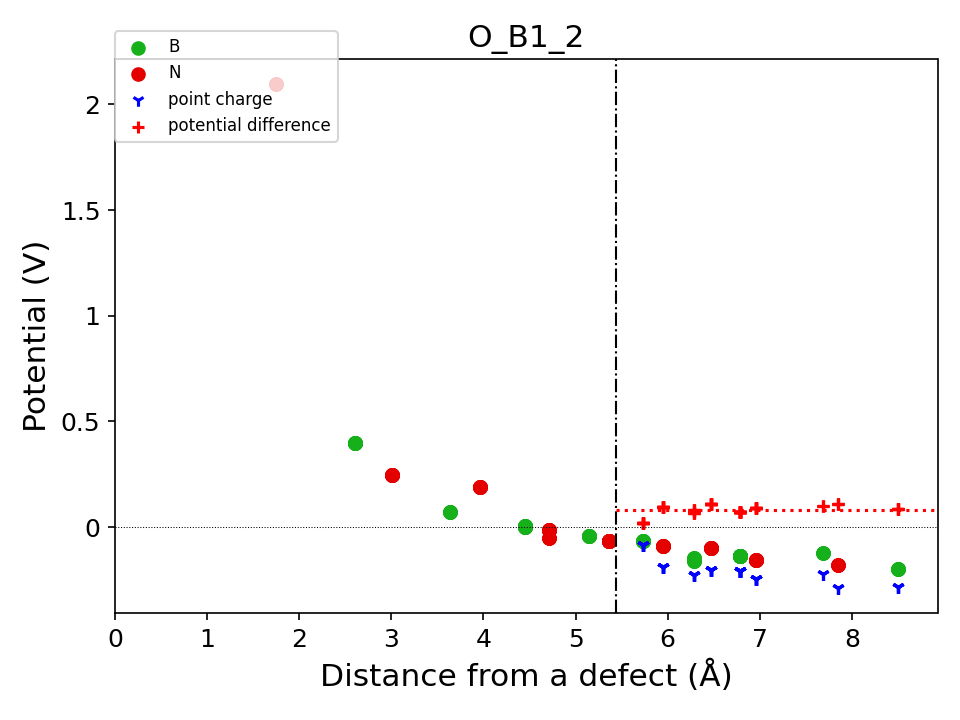 O_B1_2
B
N
point charge
potential difference
2
1.5
1
0.5
0
Potential (V)
0 1 2 3 4 5 6 7 8
Distance from a defect (Å)